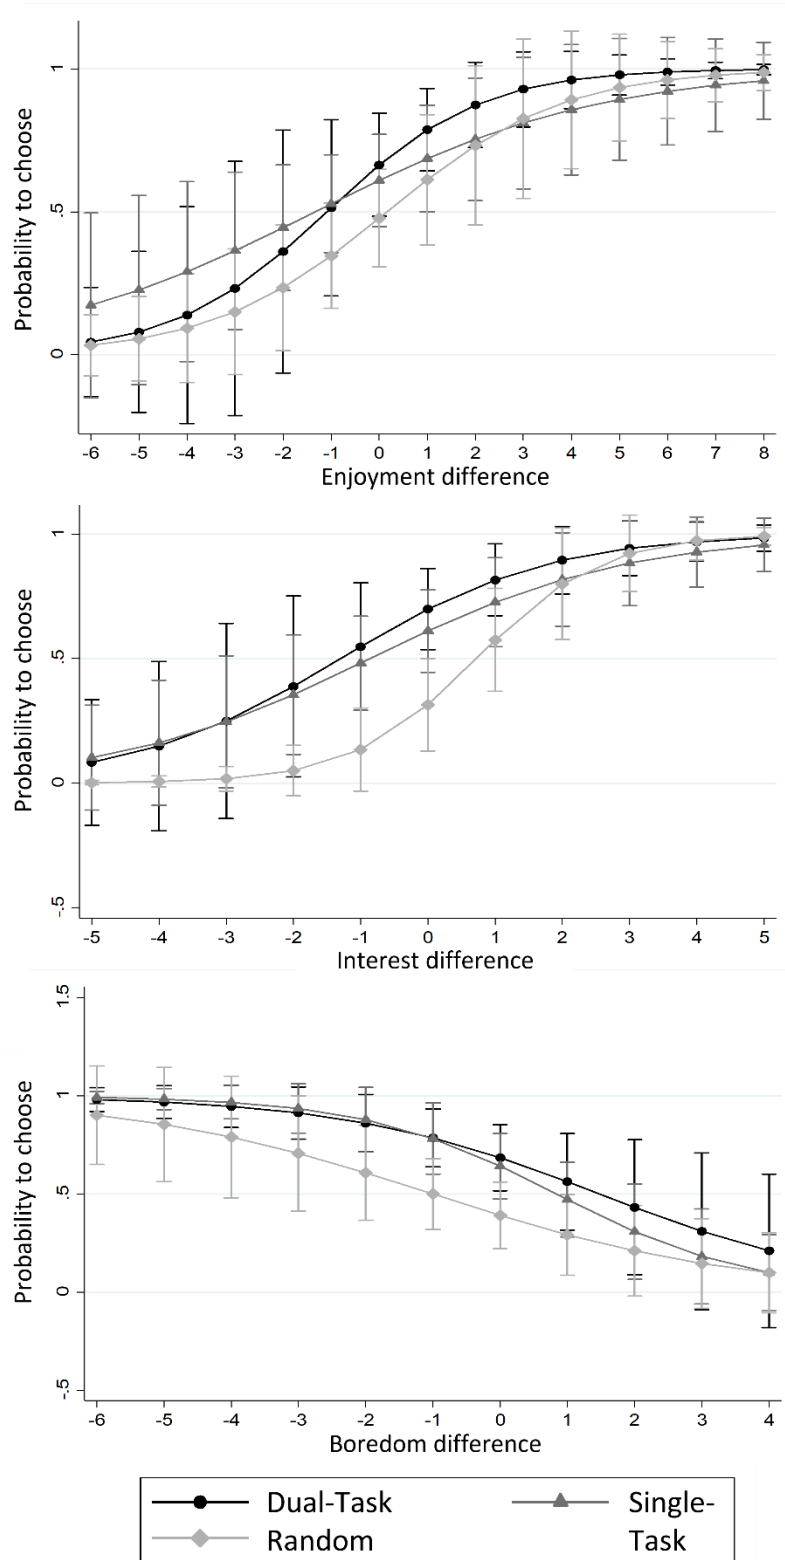 1
.5
0
Probability to choose
-6 -5 -4 -3 -2 -1 0 1 2 3 4 5 6 7 8
Enjoyment difference
1
.5
0
-.5
Probability to choose
-5 -4 -3 -2 -1 0 1 2 3 4 5
Interest difference
1.5
1
.5
0
-.5
Probability to choose
-6 -5 -4 -3 -2 -1 0 1 2 3 4
Boredom difference
Dual-Task Single-
Random Task